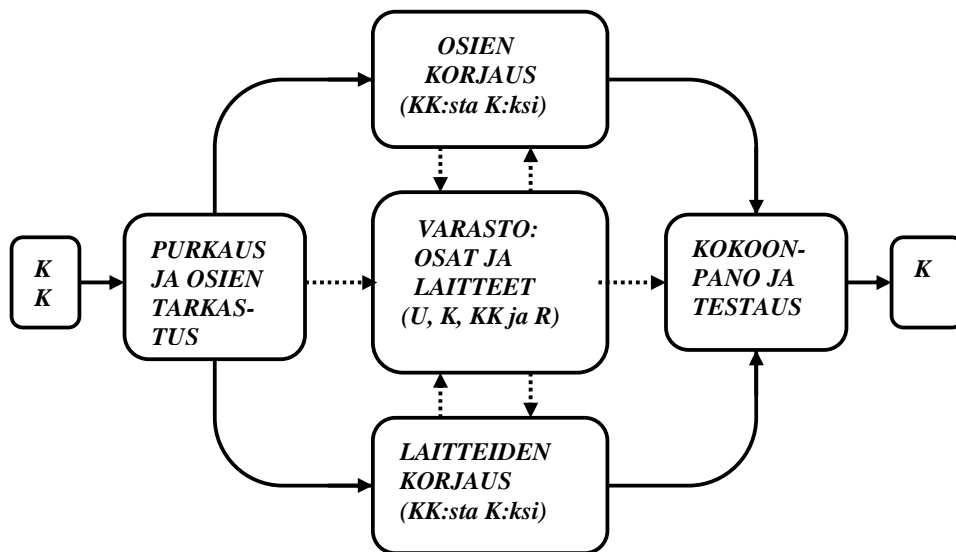 OSIEN
KORJAUS
(KK:sta K:ksi)
K
K
PURKAUS
JA OSIEN
TARKAS-
TUS
VARASTO:
OSAT JA
LAITTEET
(U, K, KK ja R)
KOKOON-
PANO JA
TESTAUS
K
LAITTEIDEN
KORJAUS
(KK:sta K:ksi)